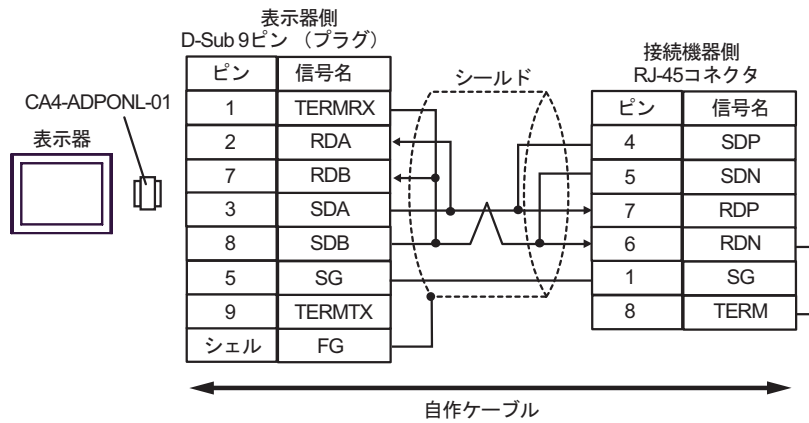 表示器側
D-Sub 9ピン （プラグ）
ピン 信号名
1 TERMRX
2 RDA
7 RDB
3 SDA
8 SDB
5 SG
9 TERMTX
シェル FG
CA4-ADPONL-01
表示器
シールド
接続機器側
RJ-45コネクタ
ピン 信号名
4 SDP
5 SDN
7 RDP
6 RDN
1 SG
8 TERM
自作ケーブル